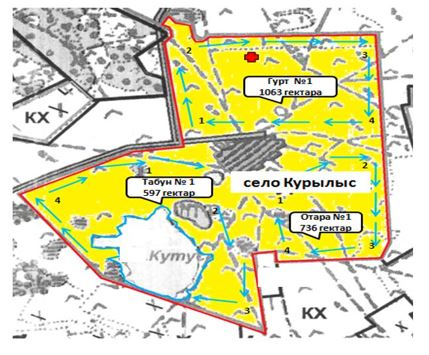 2
3
Гурт №1
1063 гектара
КХ
1
4
1
2
Табун № 1
597 гектар
село Курылыс
4
1
2
Отара №1
736 гектар
Кутус
4
3
3
КХ